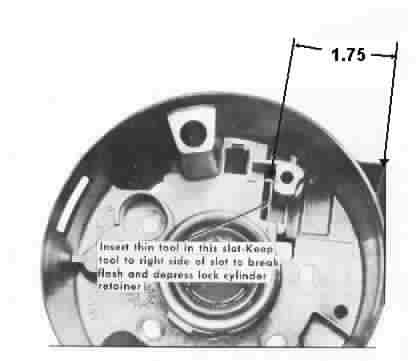 1.75
Insert thin tool in this slot-Keep
tool to right side of slot to break
flash and depress lock cylinder
retainer